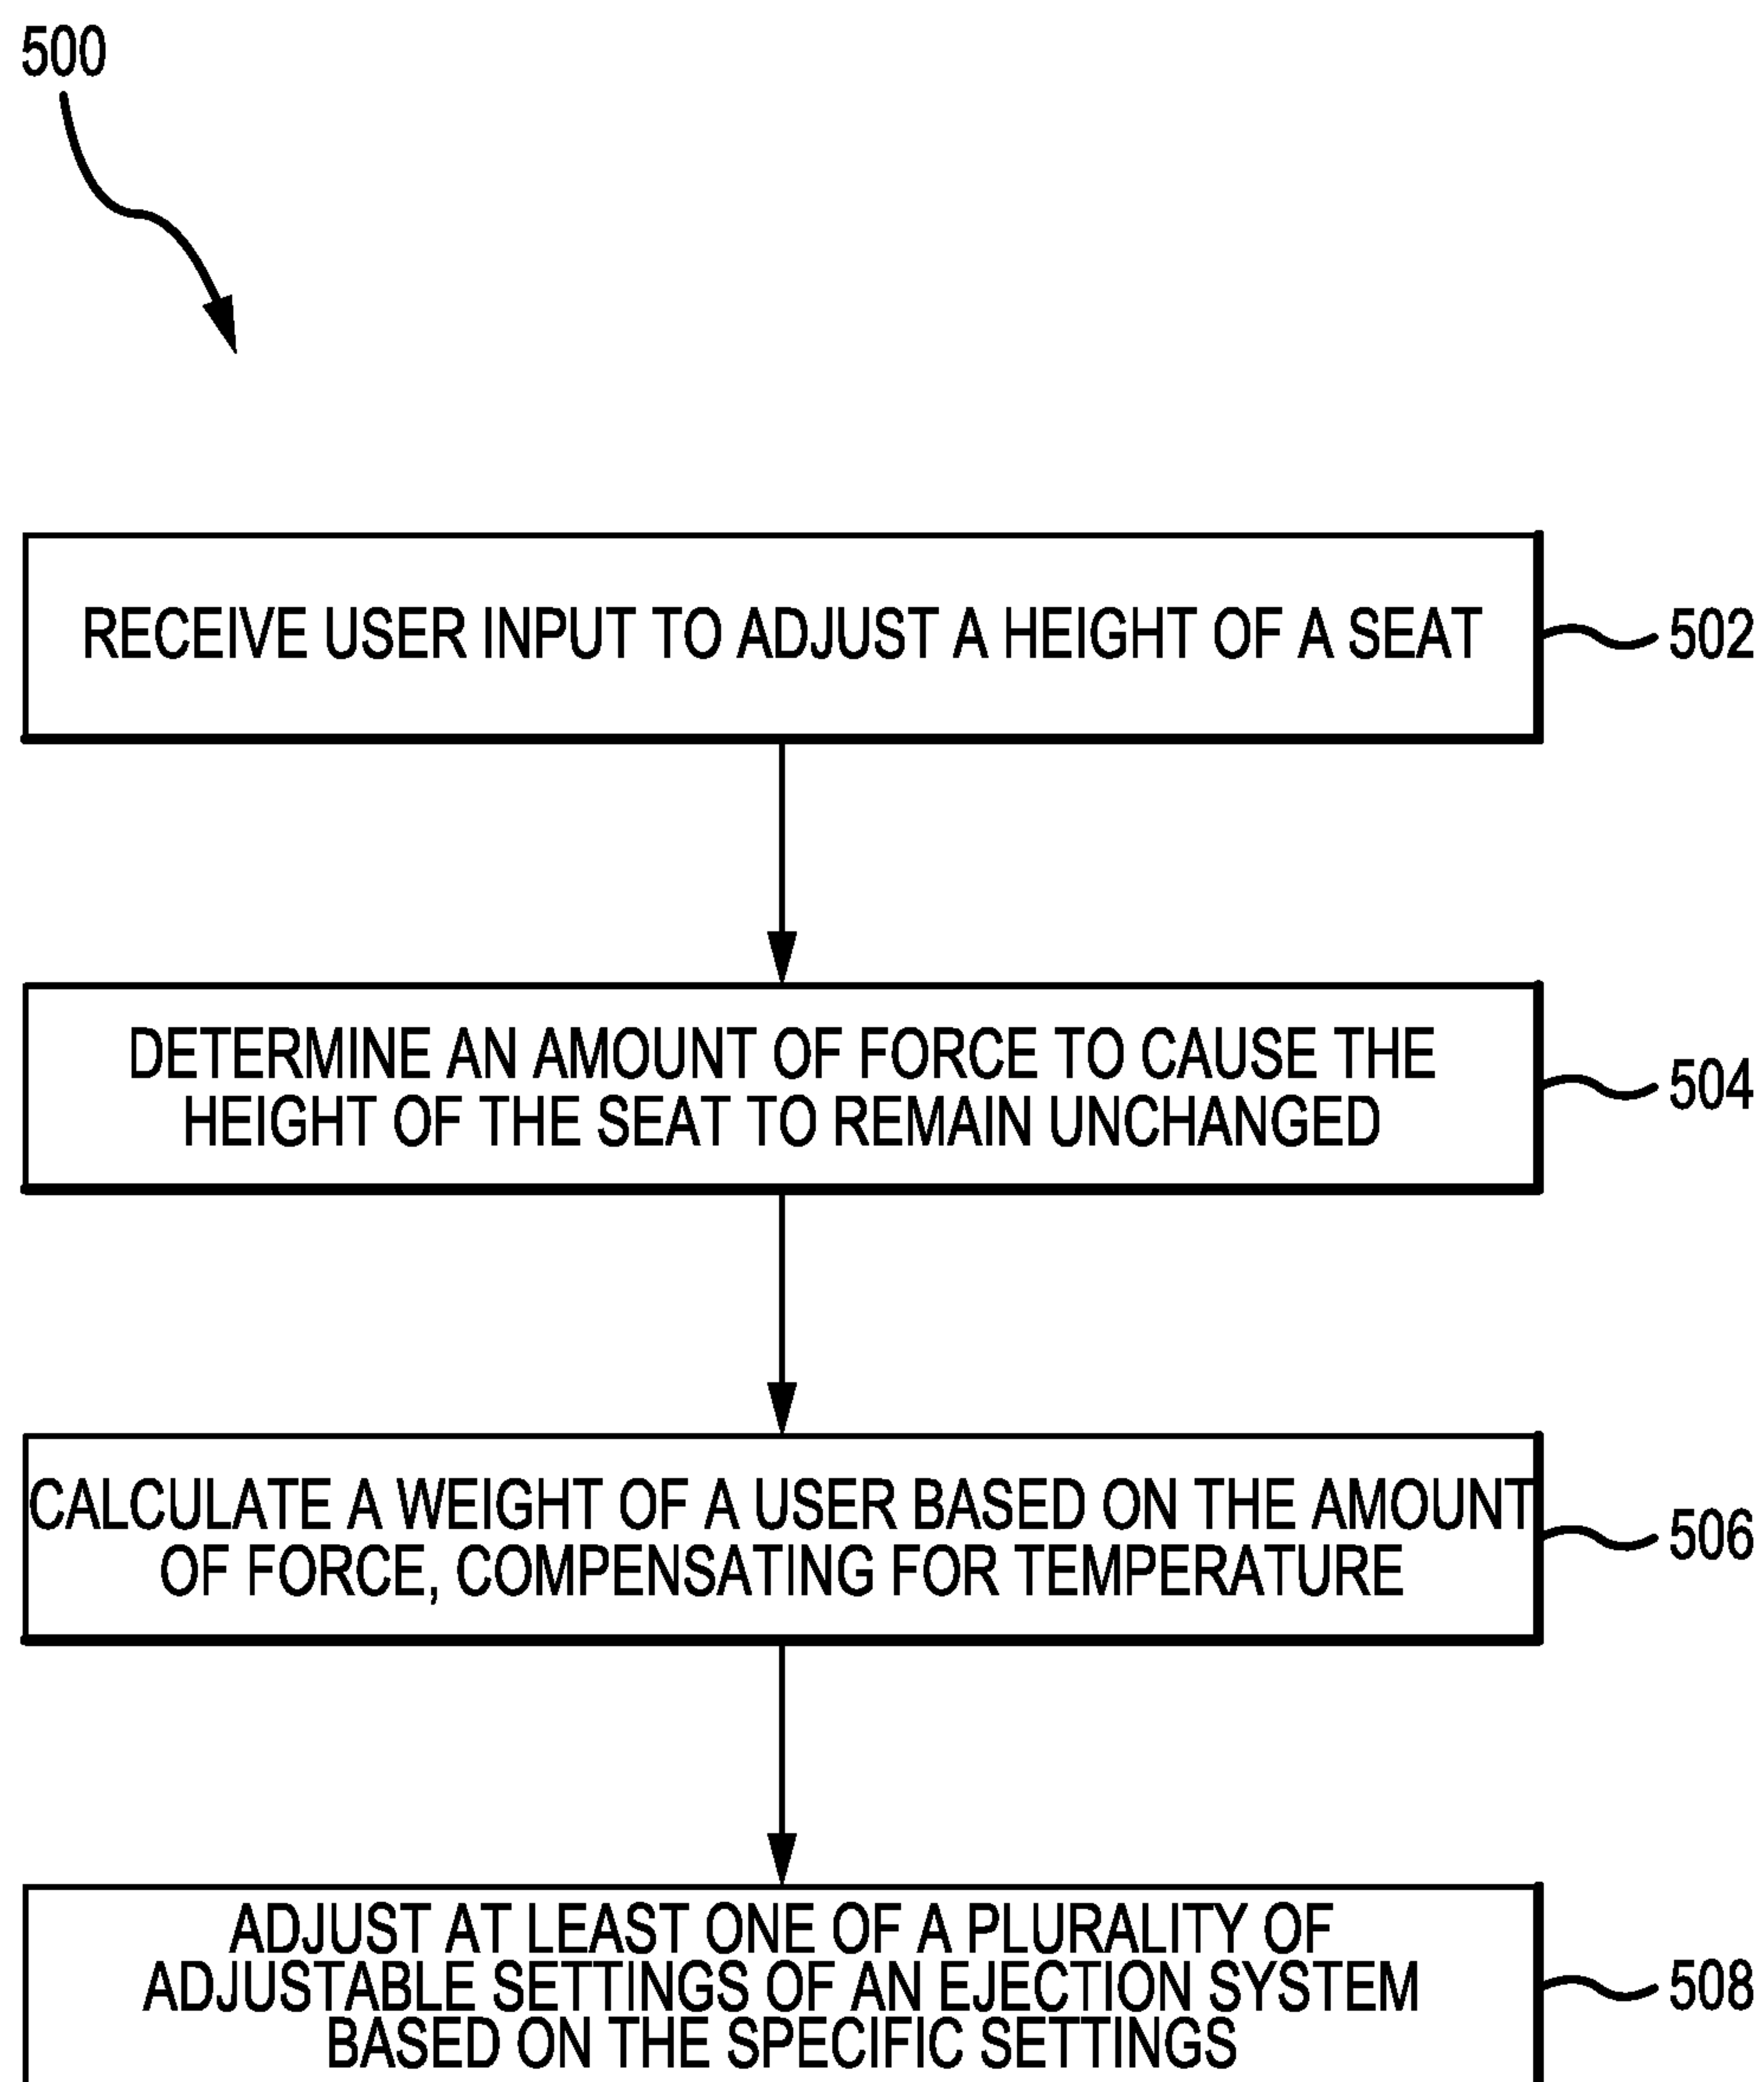 500
RECEIVE USER INPUT TO ADJUST A HEIGHT OF A SEAT
502
DETERMINE AN AMOUNT OF FORCE TO CAUSE THE
HEIGHT OF THE SEAT TO REMAIN UNCHANGED
504
CALCULATE A WEIGHT OF A USER BASED ON THE AMOUNT
OF FORCE, COMPENSATING FOR TEMPERATURE
506
ADJUST AT LEAST ONE OF A PLURALITY OF
ADJUSTABLE SETTINGS OF AN EJECTION SYSTEM
BASED ON THE SPECIFIC SETTINGS
508